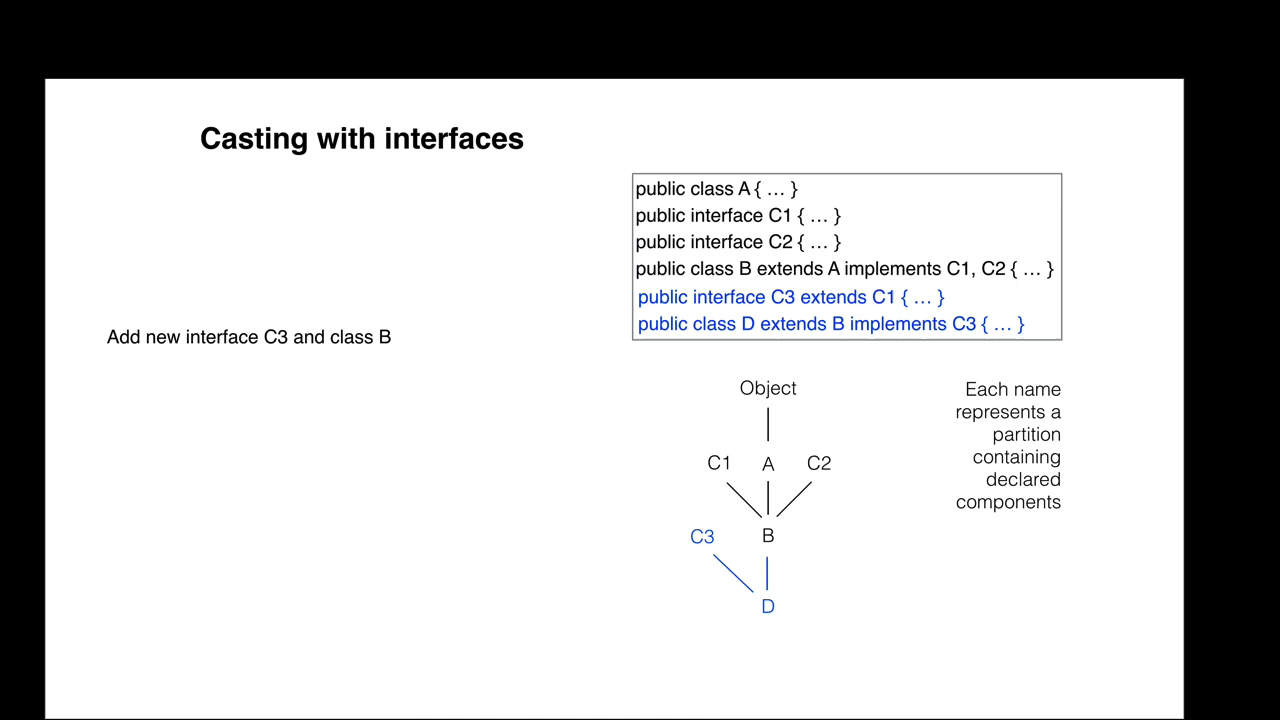 Casting with interfaces
public class A { … }
public interface C1 { … }
public interface C2 { … }
public class B extends A implements C1, C2 { … }
public interface C3 extends C1 { … }
public class D extends B implements C3 { … }
Add new interface C3 and class B
Object
C1 A C2
C3 B
D
Each name
represents a
partition
containing
declared
components